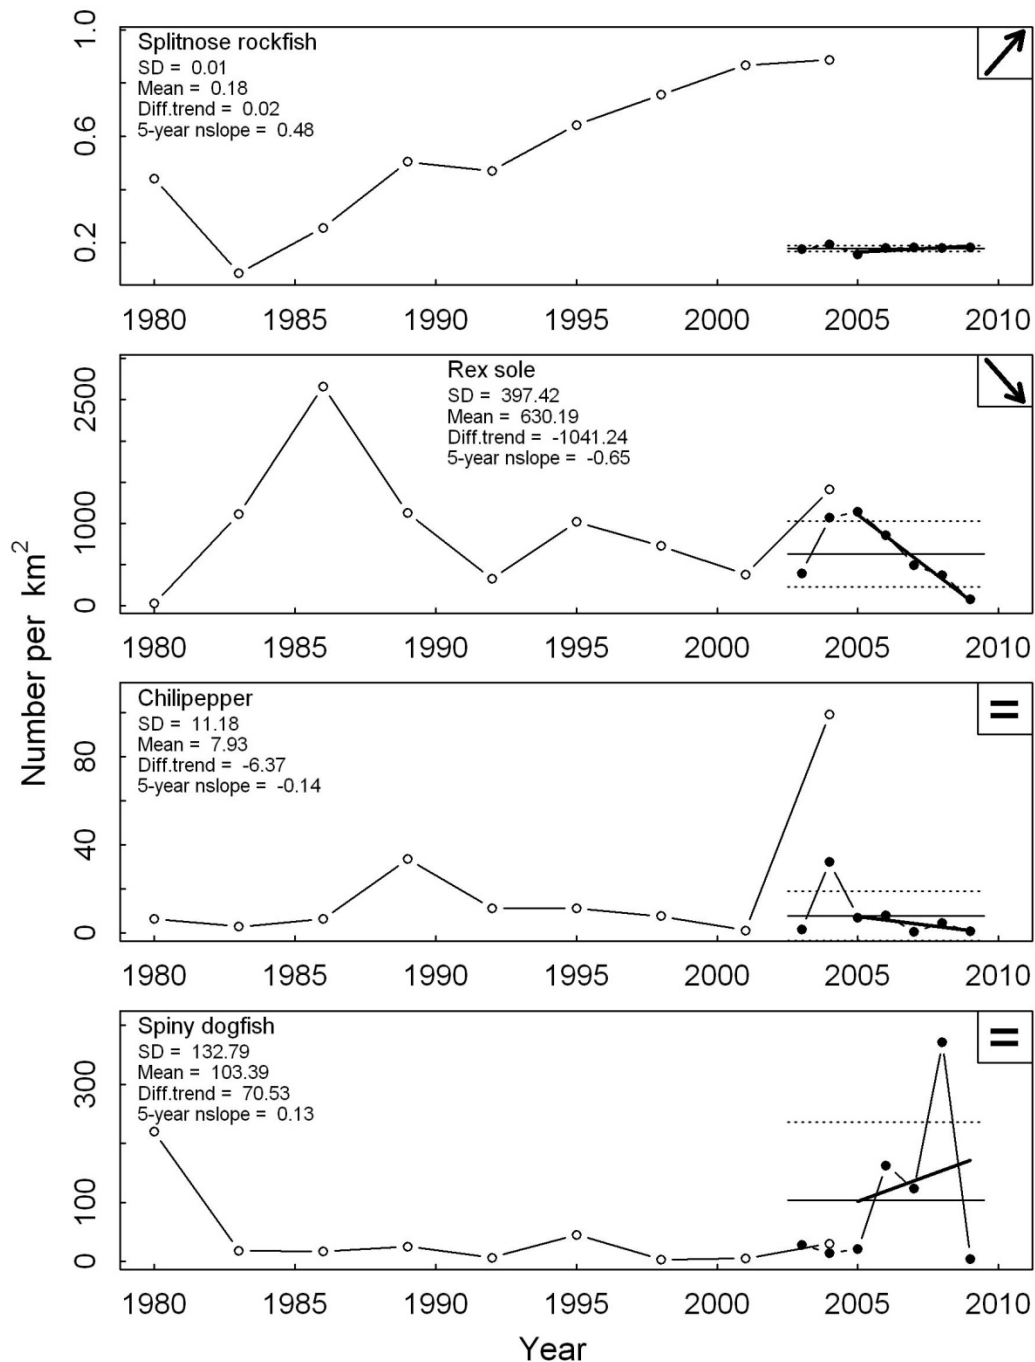 Splitnose rockfish
SD = 0.01
Mean = 0.18
Diff.trend = 0.02
5-year nslope = 0.48
1.0
0.6
0.2
1980 1985 1990 1995 2000 2005 2010
Rex sole
SD = 397.42
Mean = 630.19
Diff.trend = -1041.24
5-year nslope = -0.65
2500
1000
0
1980 1985 1990 1995 2000 2005 2010
Number per km²
Chilipepper
SD = 11.18
Mean = 7.93
Diff.trend = -6.37
5-year nslope = -0.14
=
80
40
0
1980 1985 1990 1995 2000 2005 2010
Spiny dogfish
SD = 132.79
Mean = 103.39
Diff.trend = 70.53
5-year nslope = 0.13
=
300
100
0
1980 1985 1990 1995 2000 2005 2010
Year